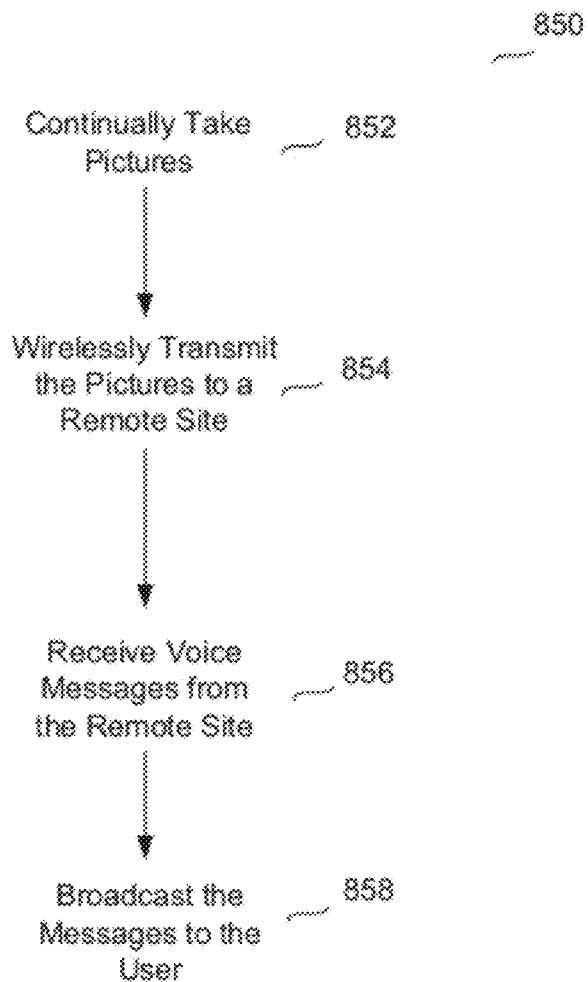 850
Continually Take
Pictures
852
Wirelessly Transmit
the Pictures to a
Remote Site
854
Receive Voice
Messages from
the Remote Site
856
Broadcast the
Messages to the
User
858